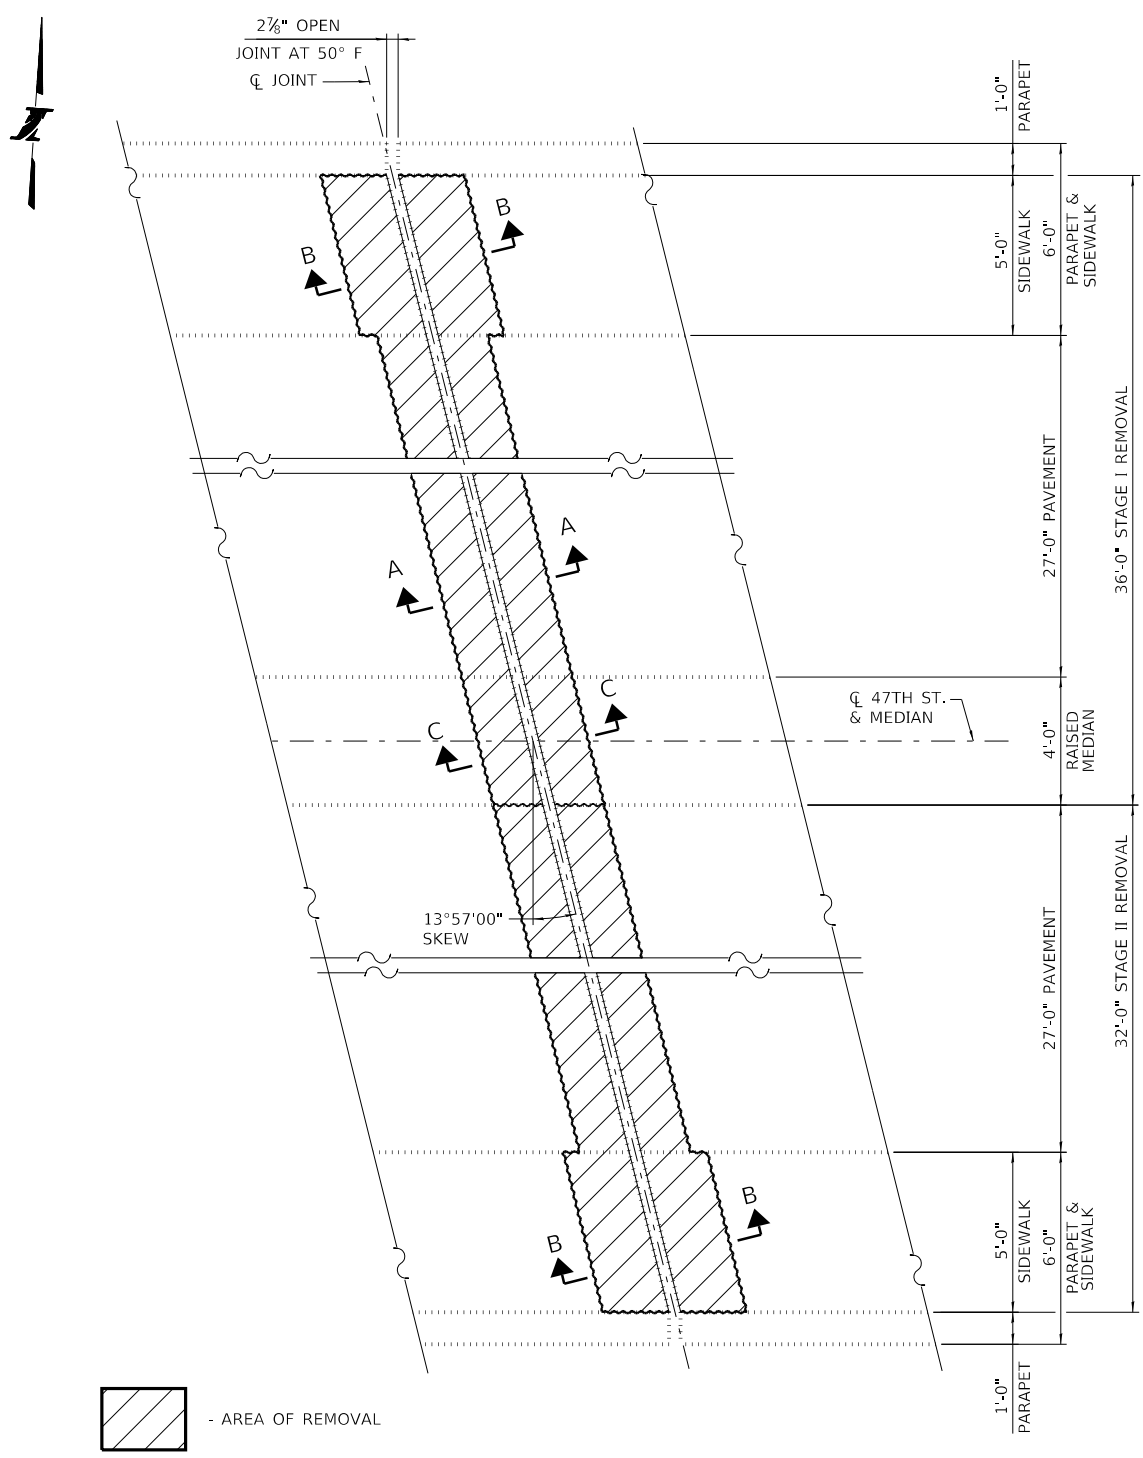 2⅞" OPEN
JOINT AT 50° F
℄ JOINT
1'-0"
PARAPET
B
B
5'-0"
SIDEWALK
6'-0"
PARAPET &
SIDEWALK
27'-0" PAVEMENT
36'-0" STAGE I REMOVAL
A
A
C
C
℄ 47TH ST.
& MEDIAN
4'-0"
RAISED
MEDIAN
13°57'00"
SKEW
27'-0" PAVEMENT
32'-0" STAGE II REMOVAL
B
B
5'-0"
SIDEWALK
6'-0"
PARAPET &
SIDEWALK
1'-0"
PARAPET
- AREA OF REMOVAL